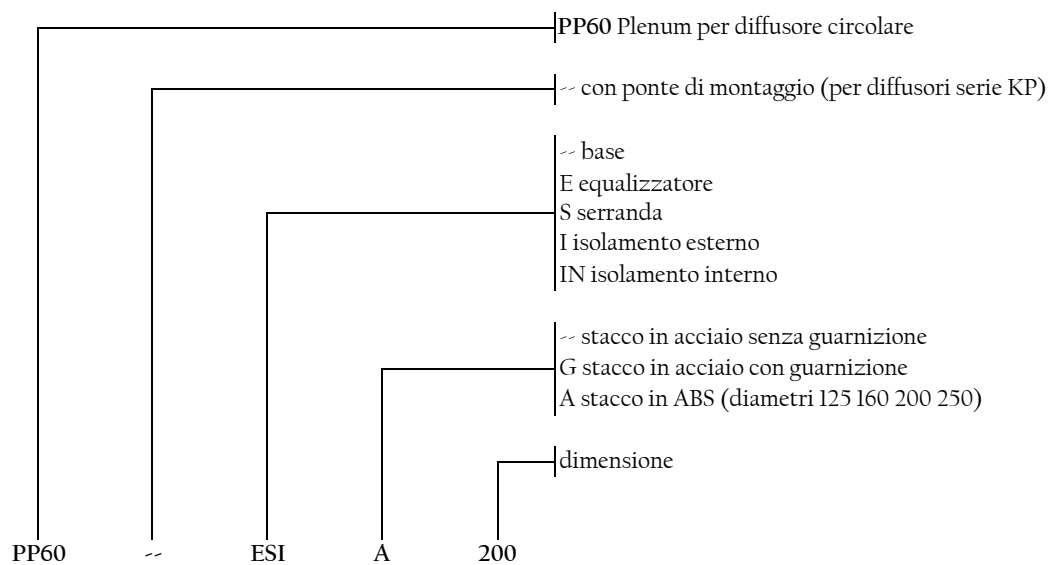 PP60 Plenum per diffusore circolare
-- con ponte di montaggio (per diffusori serie KP)
-- base
E equalizzatore
S serranda
I isolamento esterno
IN isolamento interno
-- stacco in acciaio senza guarnizione
G stacco in acciaio con guarnizione
A stacco in ABS (diametri 125 160 200 250)
dimensione
PP60 -- ESI A 200